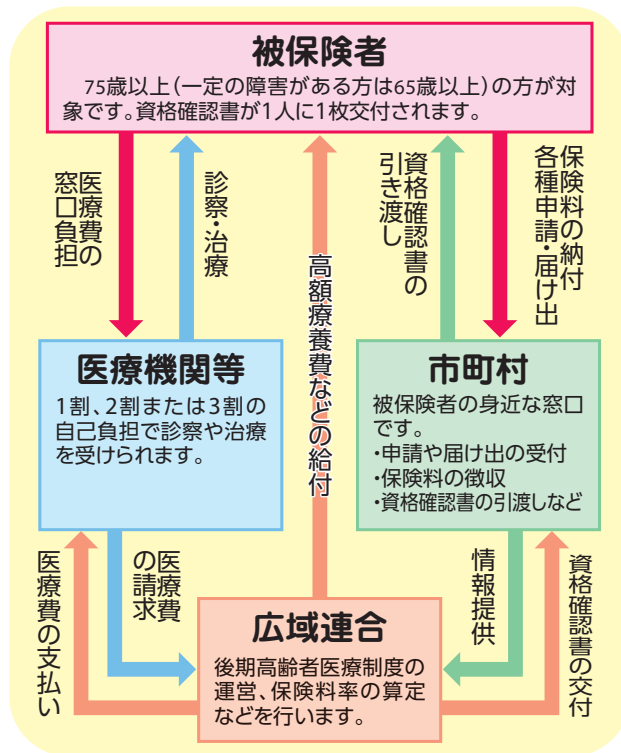 被保険者
75歳以上(一定の障害がある方は65歳以上)の方が対
象です。資格確認書が1人に1枚交付されます。
医療費の
窓口負担
診察・治療
高額療養費などの給付
資格確認書の
引き渡し
保険料の納付
各種申請・届け出
医療機関等
1割、2割または3割の
自己負担で診察や治療
を受けられます。
市町村
被保険者の身近な窓口
です。
・申請や届け出の受付
・保険料の徴収
・資格確認書の引渡しなど
医療費の支払い
医療費
の請求
情報提供
資格確認書の交付
広域連合
後期高齢者医療制度の
運営、保険料率の算定
などを行います。